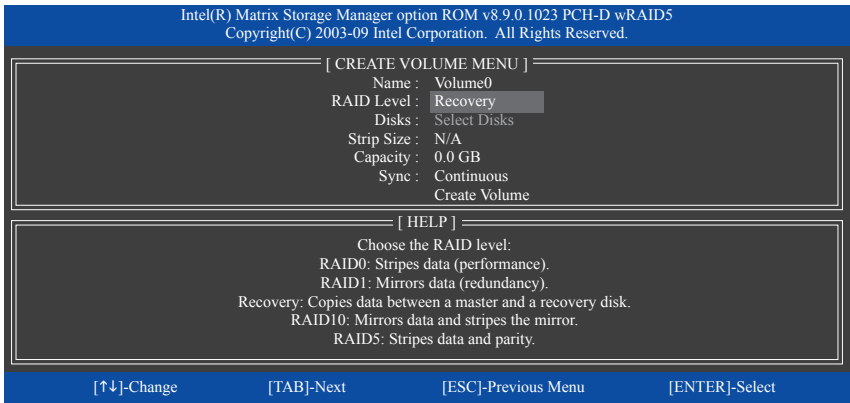 Intel(R) Matrix Storage Manager option ROM v8.9.0.1023 PCH-D wRAID5
Copyright(C) 2003-09 Intel Corporation.  All Rights Reserved.
[ CREATE VOLUME MENU ]
Name :   Volume0
RAID Level :   Recovery
Disks :   Select Disks
Strip Size :   N/A
Capacity :   0.0 GB
Sync :   Continuous
Create Volume
[ HELP ]
Choose the RAID level:
RAID0: Stripes data (performance).
RAID1: Mirrors data (redundancy).
Recovery: Copies data between a master and a recovery disk.
RAID10: Mirrors data and stripes the mirror.
RAID5: Stripes data and parity.
[↑↓]-Change   [TAB]-Next   [ESC]-Previous Menu   [ENTER]-Select